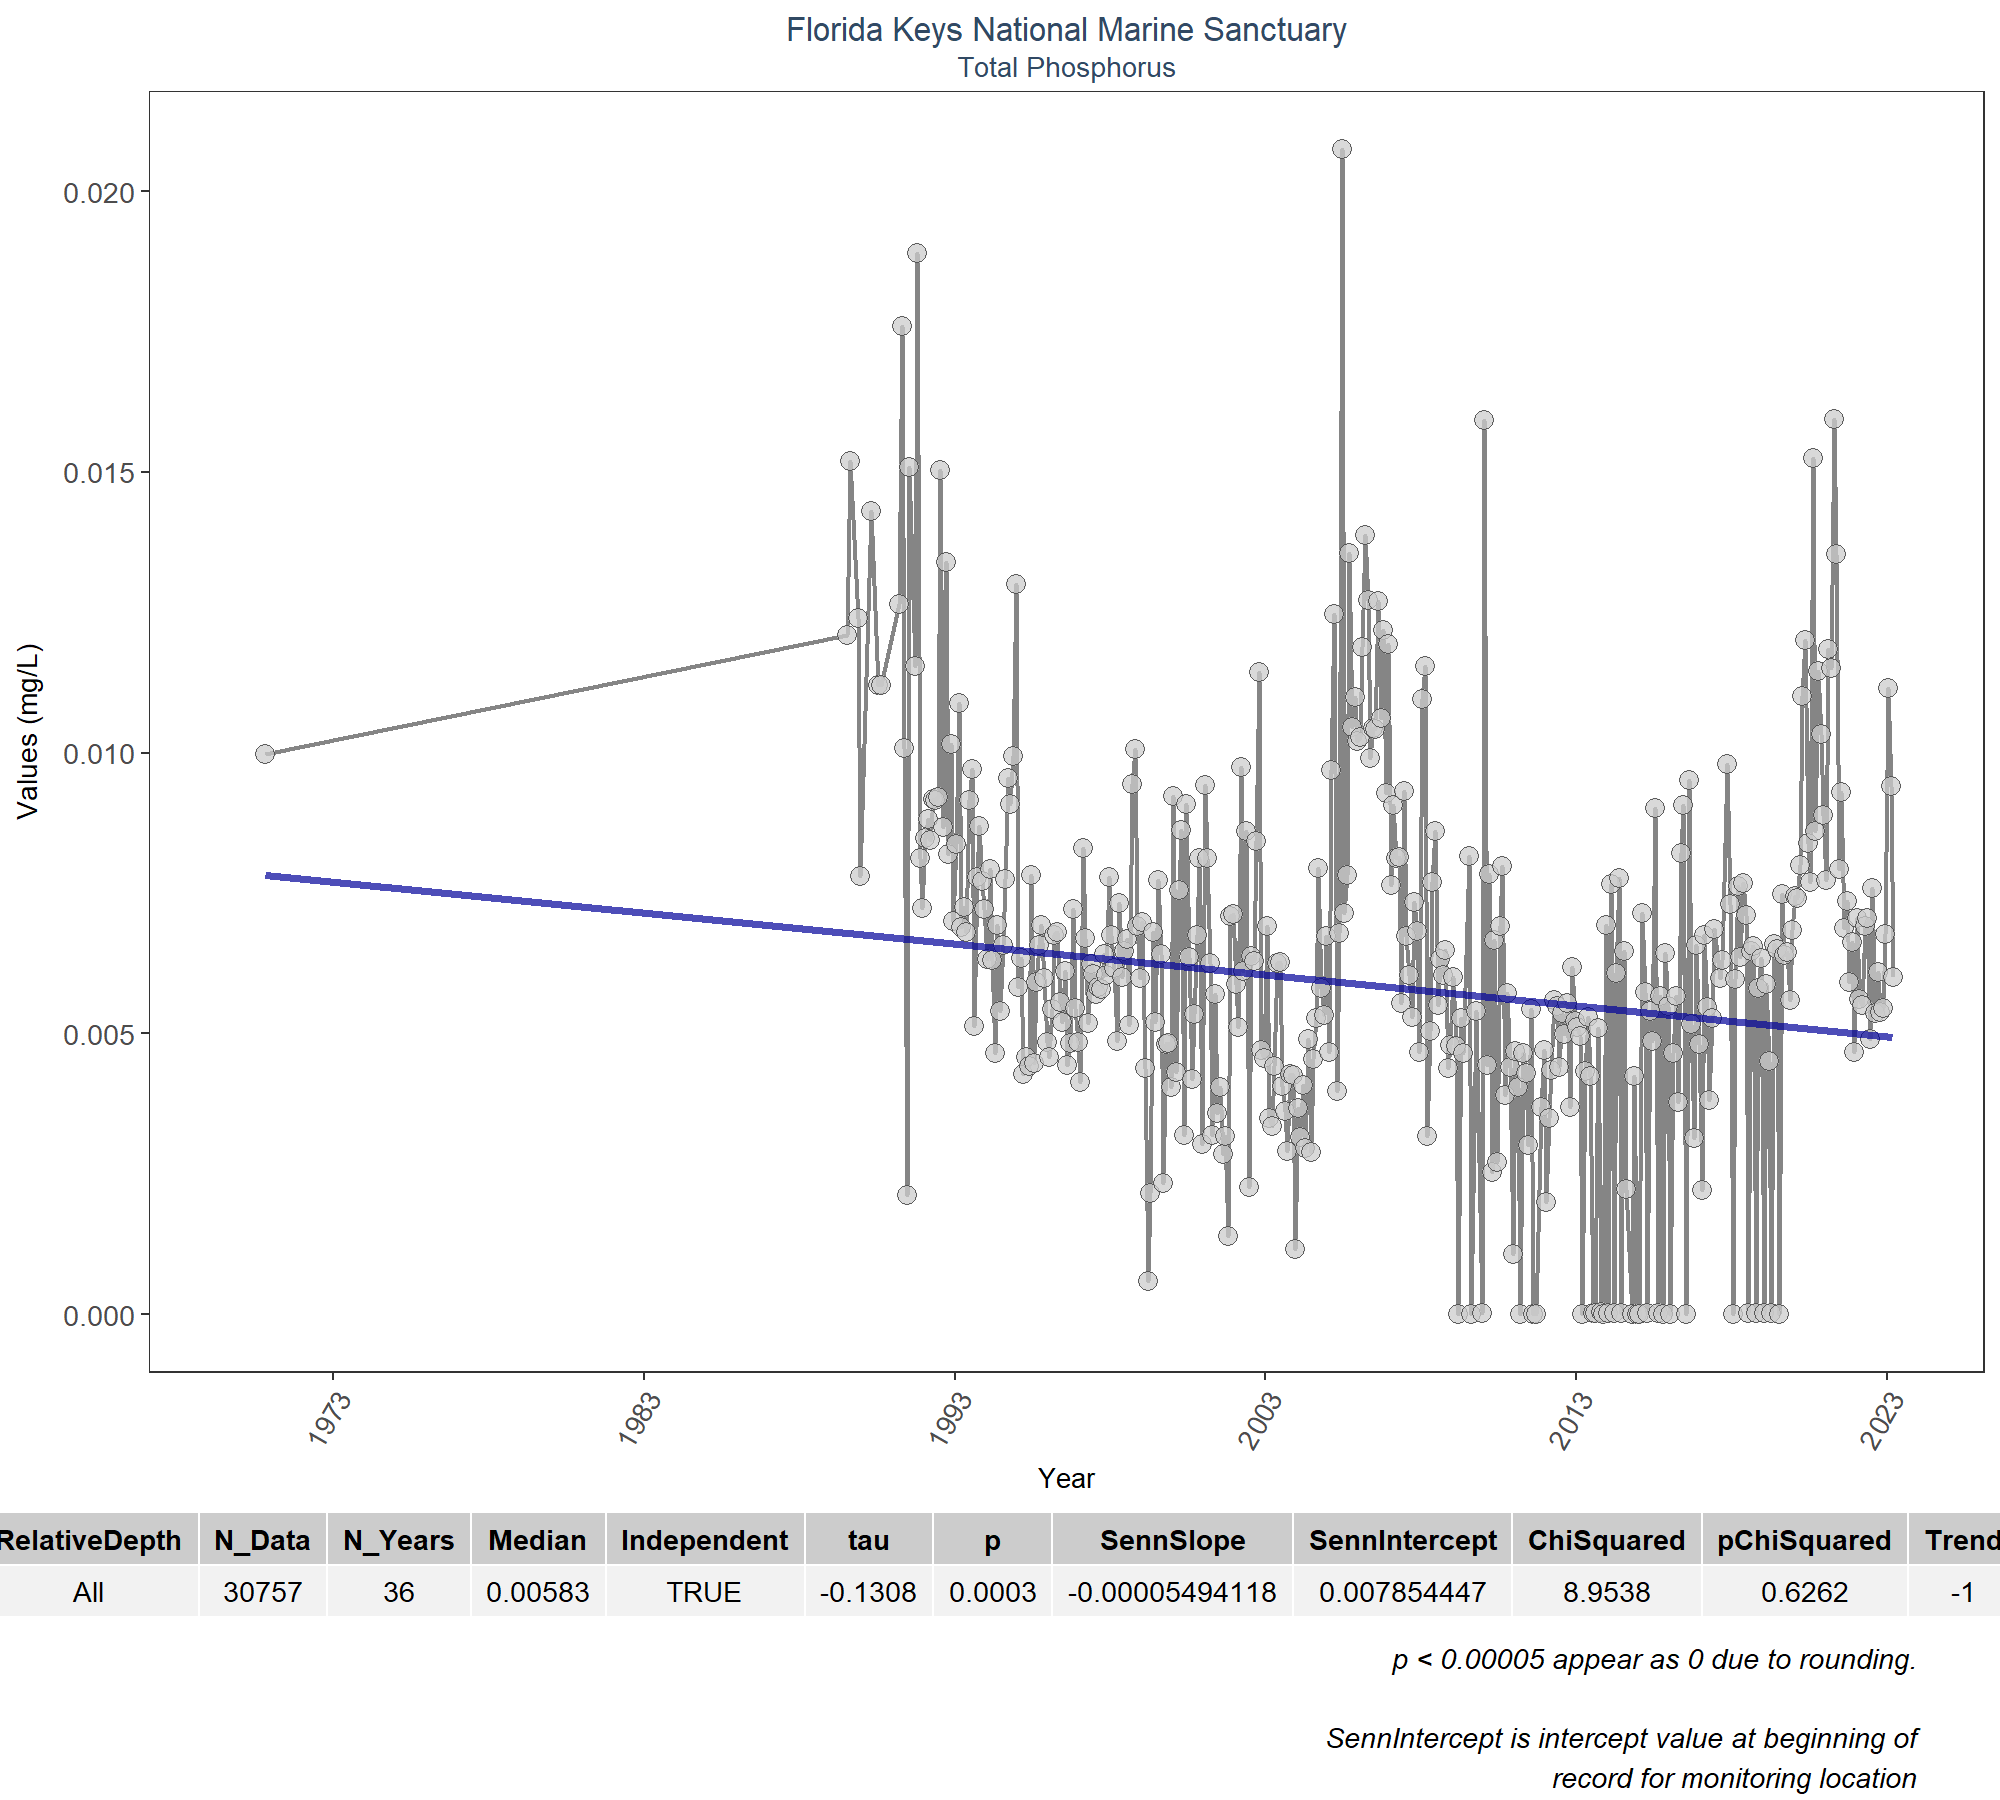 Florida Keys National Marine Sanctuary
Total Phosphorus
Values (mg/L)
0.020
0.015
0.010
0.005
0.000
1973
1983
1993
2003
2013
2023
Year
RelativeDepth N_Data N_Years Median Independent tau p SennSlope SennIntercept ChiSquared pChiSquared Trend
All 30757 36 0.00583 TRUE -0.1308 0.0003 -0.00005494118 0.007854447 8.9538 0.6262 -1
p < 0.00005 appear as 0 due to rounding.
SennIntercept is intercept value at beginning of
record for monitoring location